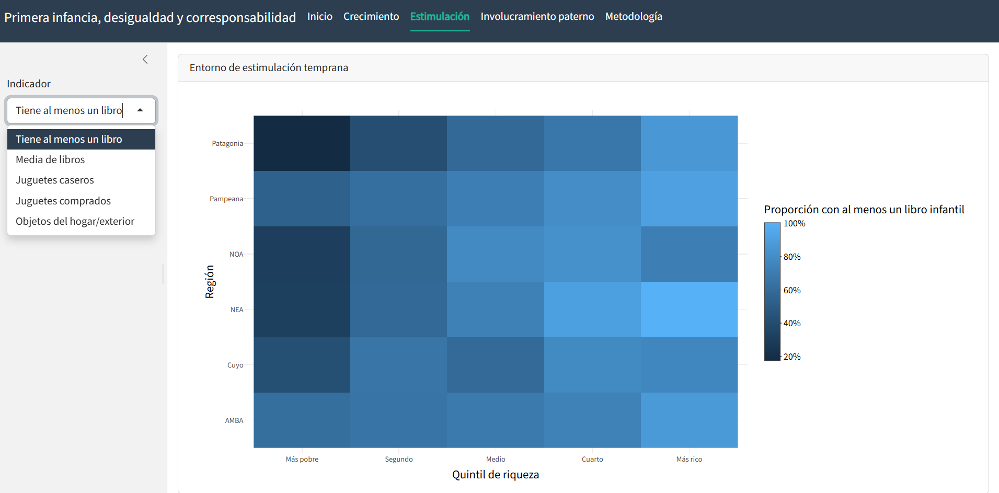 Primera infancia, desigualdad y corresponsabilidad Inicio Crecimiento Estimulación Involucramiento paterno Metodología
Indicador
Tiene al menos un libro
Tiene al menos un libro
Media de libros
Juguetes caseros
Juguetes comprados
Objetos del hogar/exterior
Entorno de estimulación temprana
Región
Patagonia
Pampeana
NOA
NEA
Cuyo
AMBA
Más pobre Segundo Medio Cuarto Más rico
Quintil de riqueza
Proporción con al menos un libro infantil
100%
80%
60%
40%
20%